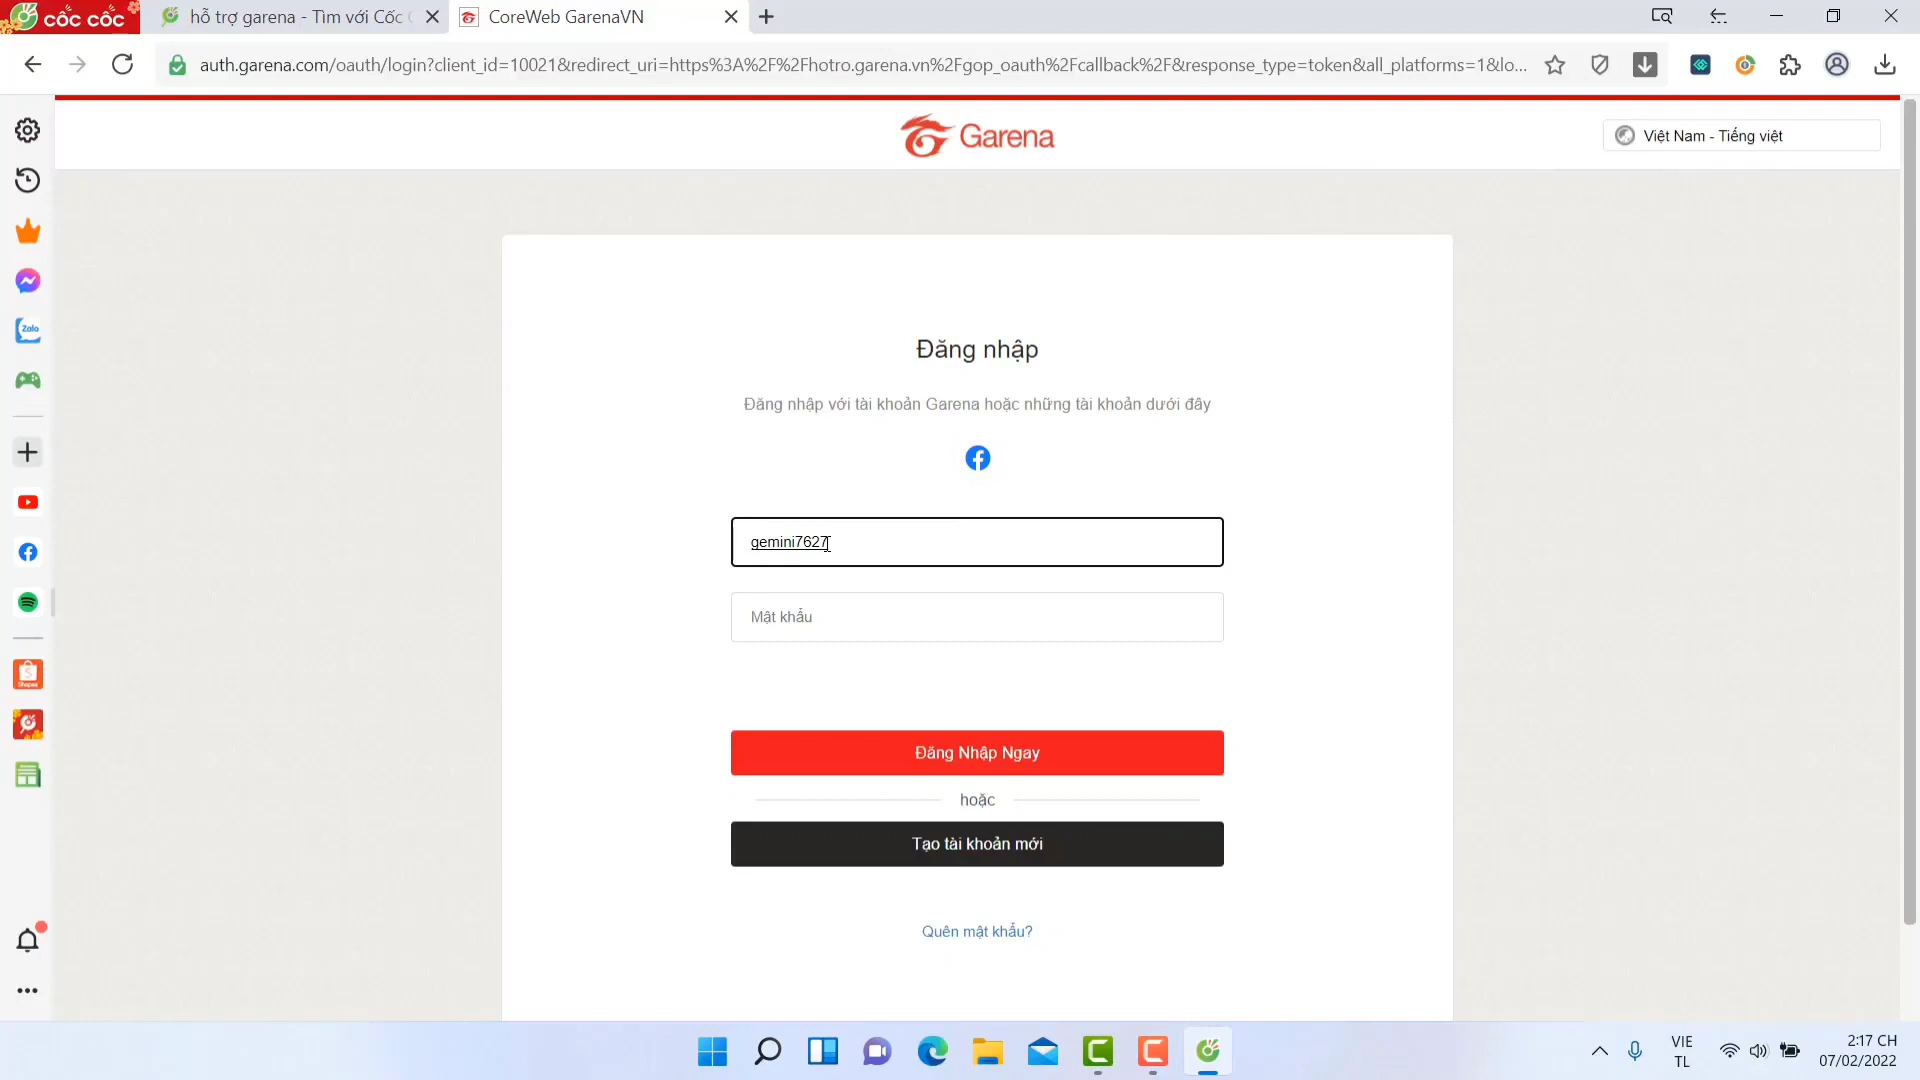 cốc cốc
hỗ trợ garena - Tìm với Cốc C
CoreWeb GarenaVN
auth.garena.com/oauth/login?client_id=10021&redirect_uri=https%3A%2F%2Fhotro.garena.vn%2Fgop_oauth%2Fcallback%2F&response_type=token&all_platforms=1&lo...
Garena
Việt Nam - Tiếng việt
Zalo
Đăng nhập
Đăng nhập với tài khoản Garena hoặc những tài khoản dưới đây
gemini7627
Mật khẩu
Shopee
Đăng Nhập Ngay
hoặc
Tạo tài khoản mới
Quên mật khẩu?
VIE
TL
2:17 CH
07/02/2022